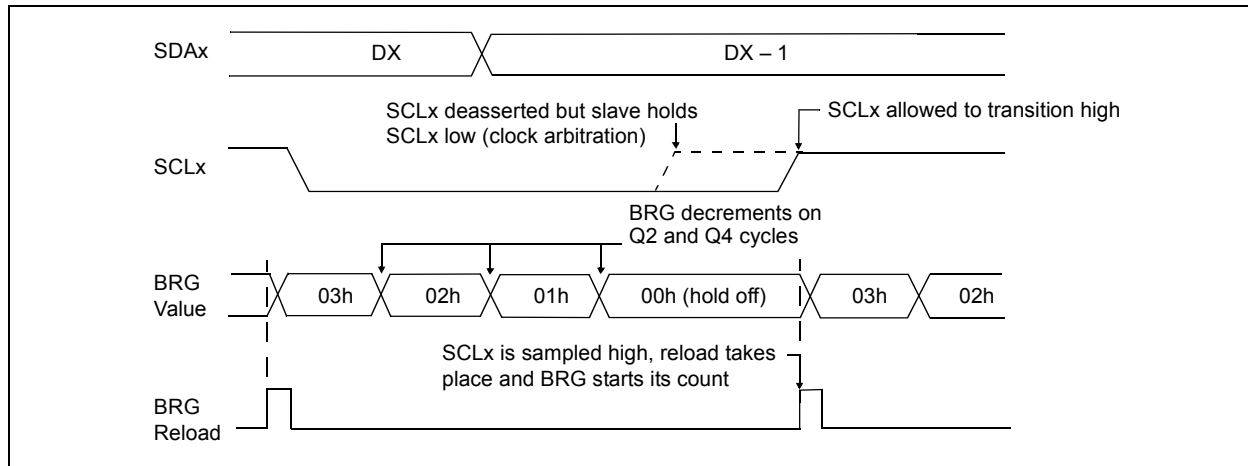 SDAx
DX
DX – 1
SCLx deasserted but slave holds
SCLx low (clock arbitration)
SCLx allowed to transition high
SCLx
BRG decrements on
Q2 and Q4 cycles
BRG
Value
03h
02h
01h
00h (hold off)
03h
02h
SCLx is sampled high, reload takes
place and BRG starts its count
BRG
Reload